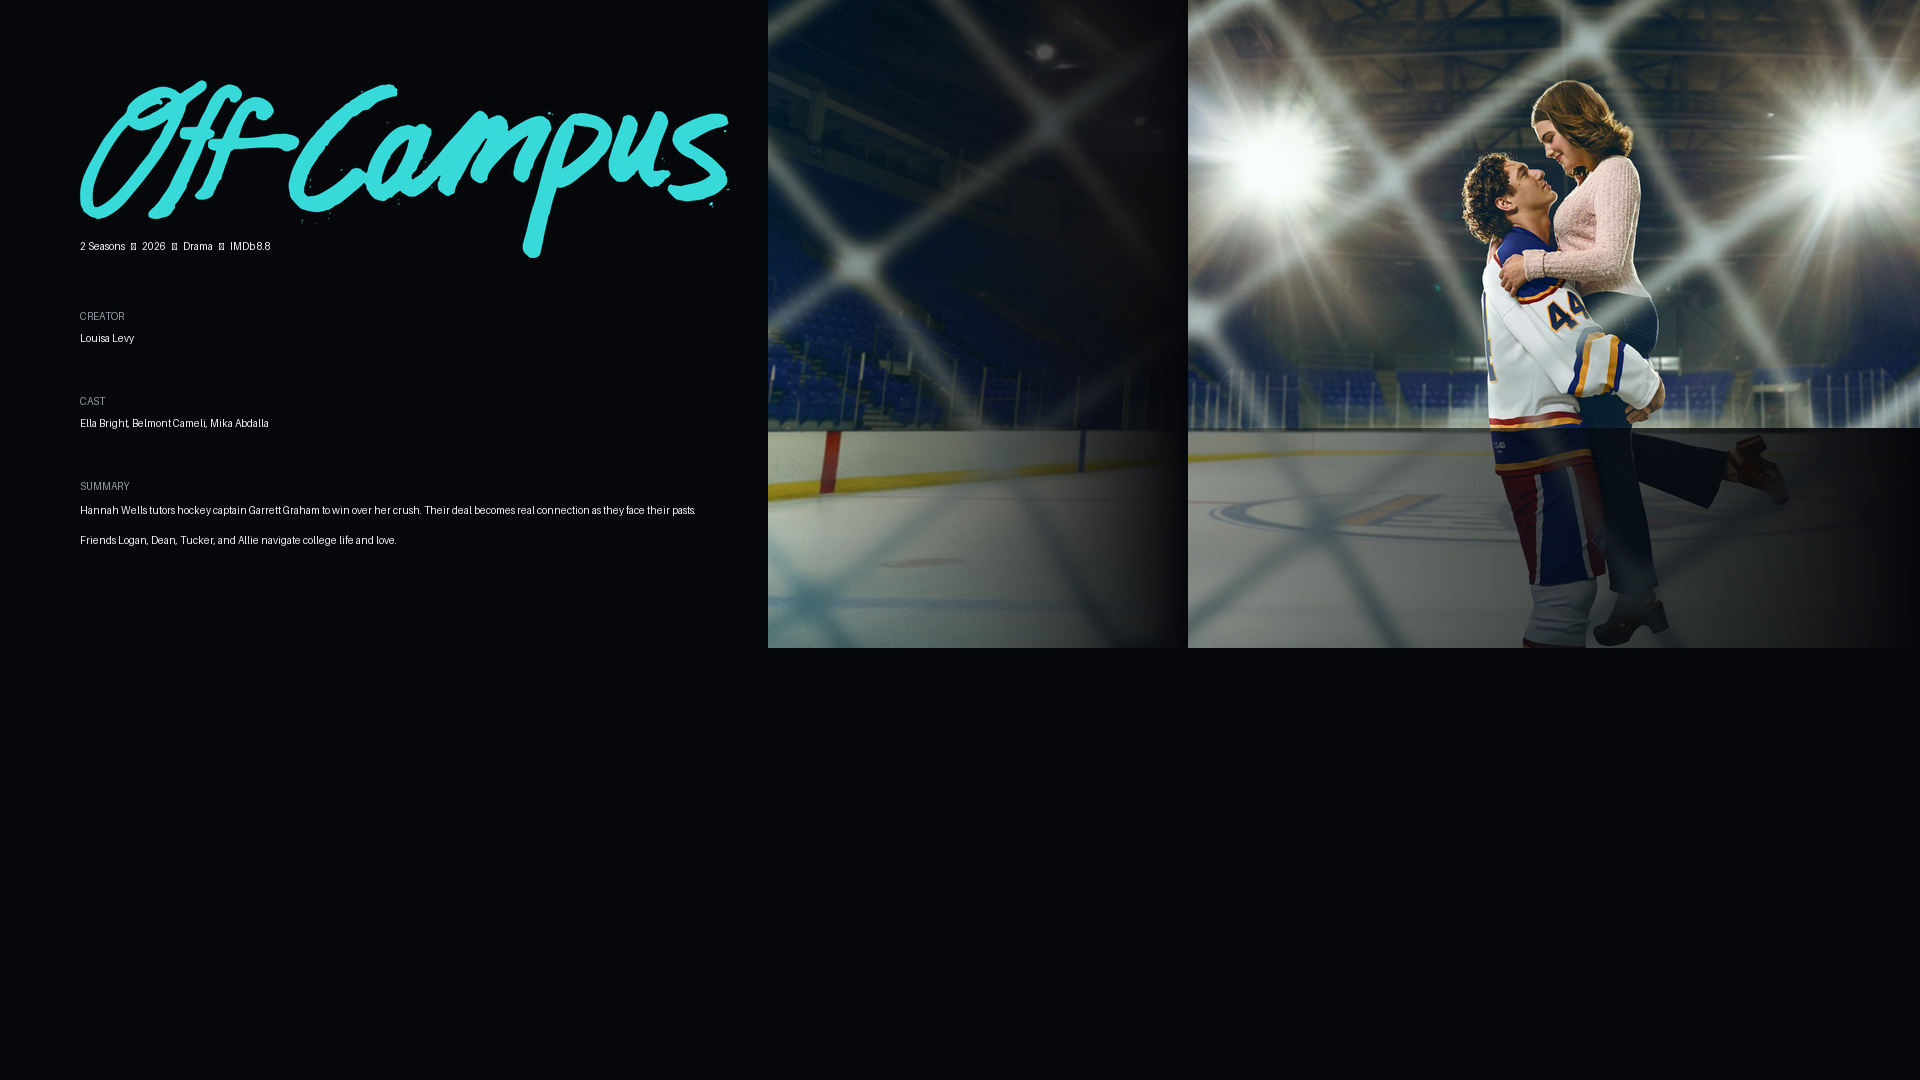 Off Campus
2 Seasons 2026 Drama IMDb 8.8
CREATOR
Louisa Levy
CAST
Ella Bright, Belmont Cameli, Mika Abdalla
SUMMARY
Hannah Wells tutors hockey captain Garrett Graham to win over her crush. Their deal becomes real connection as they face their pasts.
Friends Logan, Dean, Tucker, and Allie navigate college life and love.
44